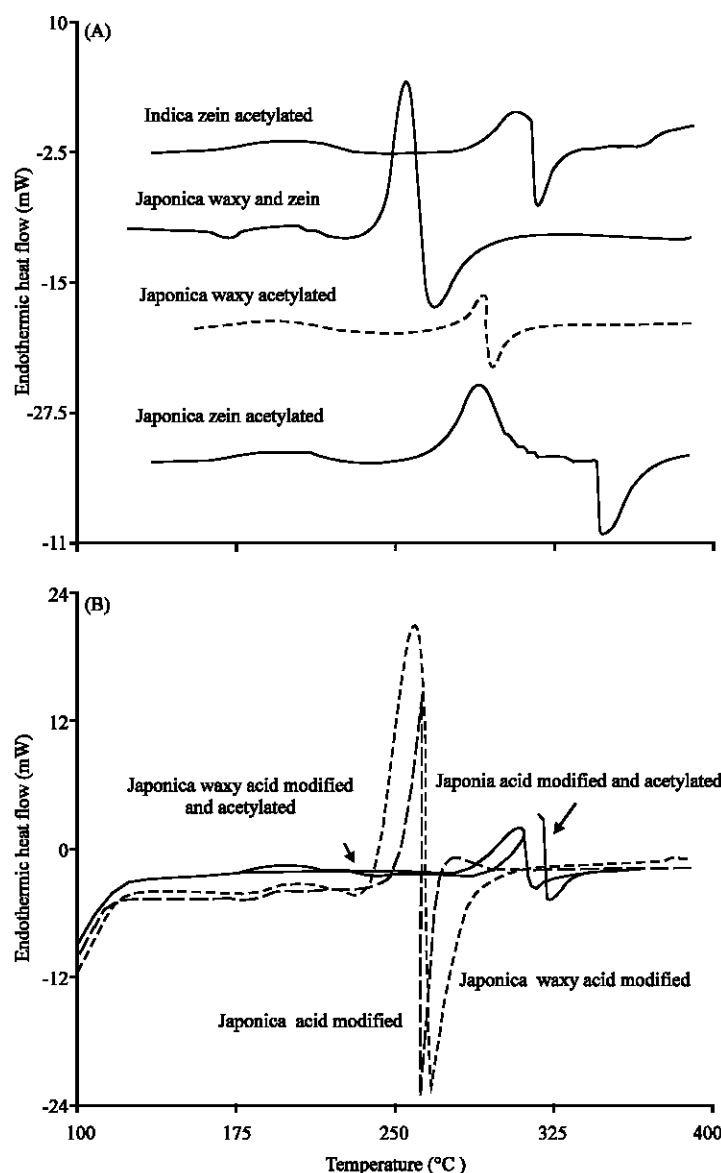 10
(A)
Indica zein acetylated
-2.5
Japonica waxy and zein
Endothermic heat flow (mW)
-15
Japonica waxy acetylated
-27.5
Japonica zein acetylated
-11
175
250
325
24
(B)
12
Endothermic heat flow (mW)
Japonica waxy acid modified
and acetylated
Japonia acid modified and acetylated
0
-12
Japonica waxy acid modified
Japonica acid modified
-24
100
175
250
325
400
Temperature (°C)